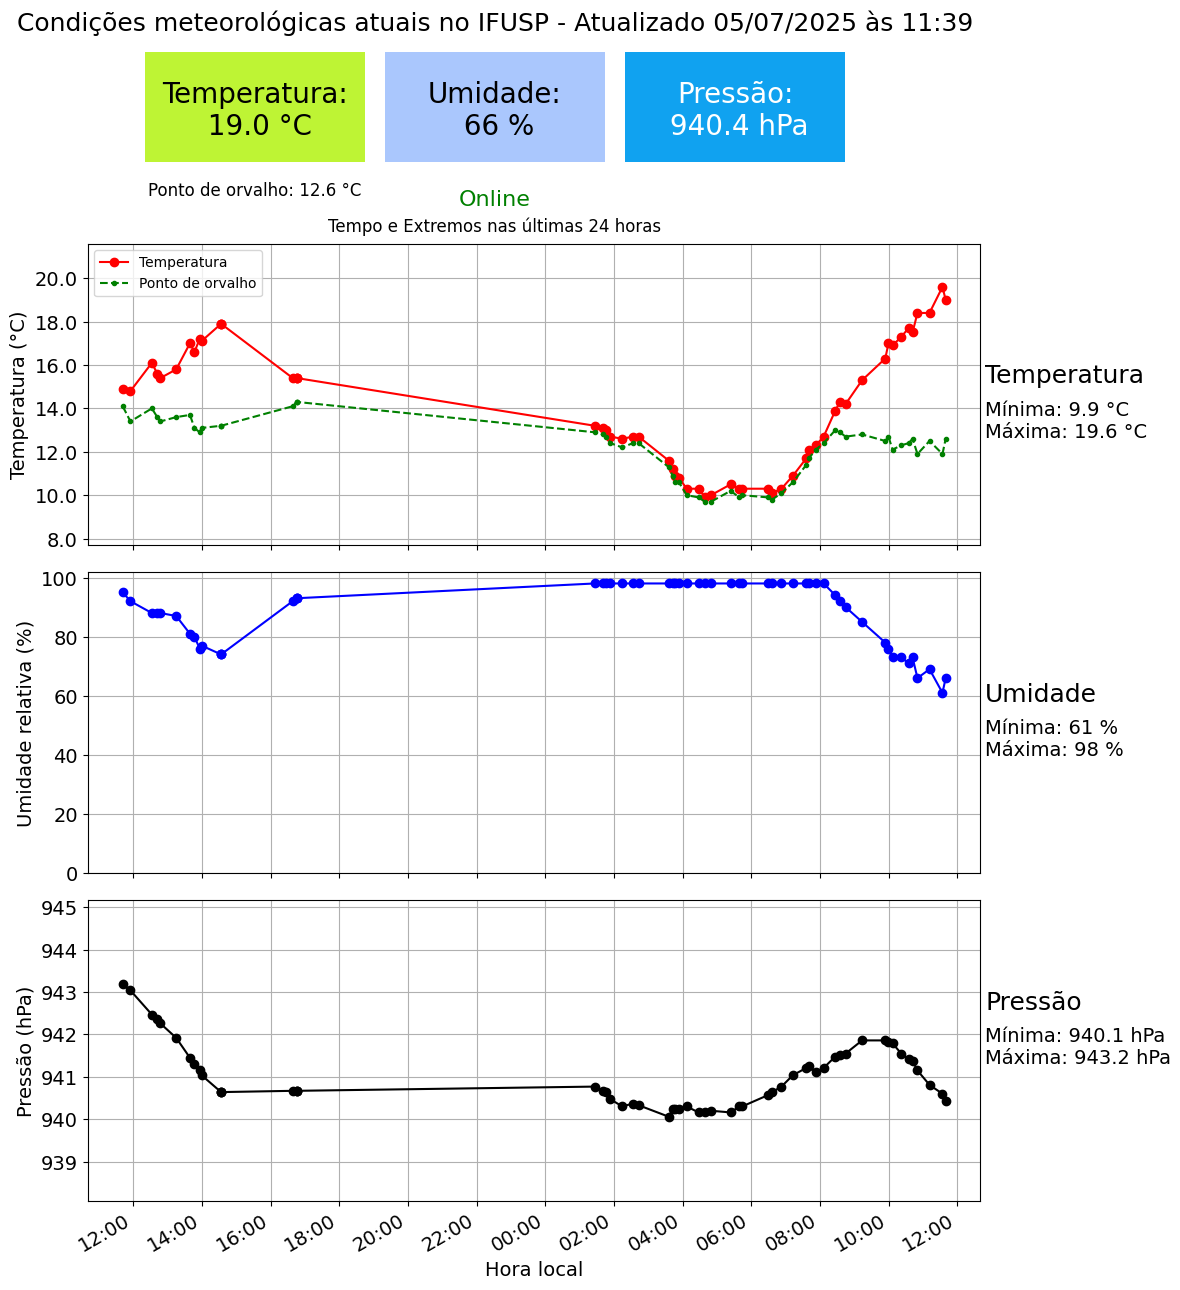 Condições meteorológicas atuais no IFUSP - Atualizado 05/07/2025 às 11:39
Temperatura:
19.0 °C
Umidade:
66 %
Pressão:
940.4 hPa
Ponto de orvalho: 12.6 °C
Online
Tempo e Extremos nas últimas 24 horas
Temperatura
Ponto de orvalho
Temperatura (°C)
20.0
18.0
16.0
14.0
12.0
10.0
8.0
Temperatura
Mínima: 9.9 °C
Máxima: 19.6 °C
Umidade relativa (%)
100
80
60
40
20
0
Umidade
Mínima: 61 %
Máxima: 98 %
Pressão (hPa)
945
944
943
942
941
940
939
Pressão
Mínima: 940.1 hPa
Máxima: 943.2 hPa
12:00
14:00
16:00
18:00
20:00
22:00
00:00
02:00
04:00
06:00
08:00
10:00
12:00
Hora local